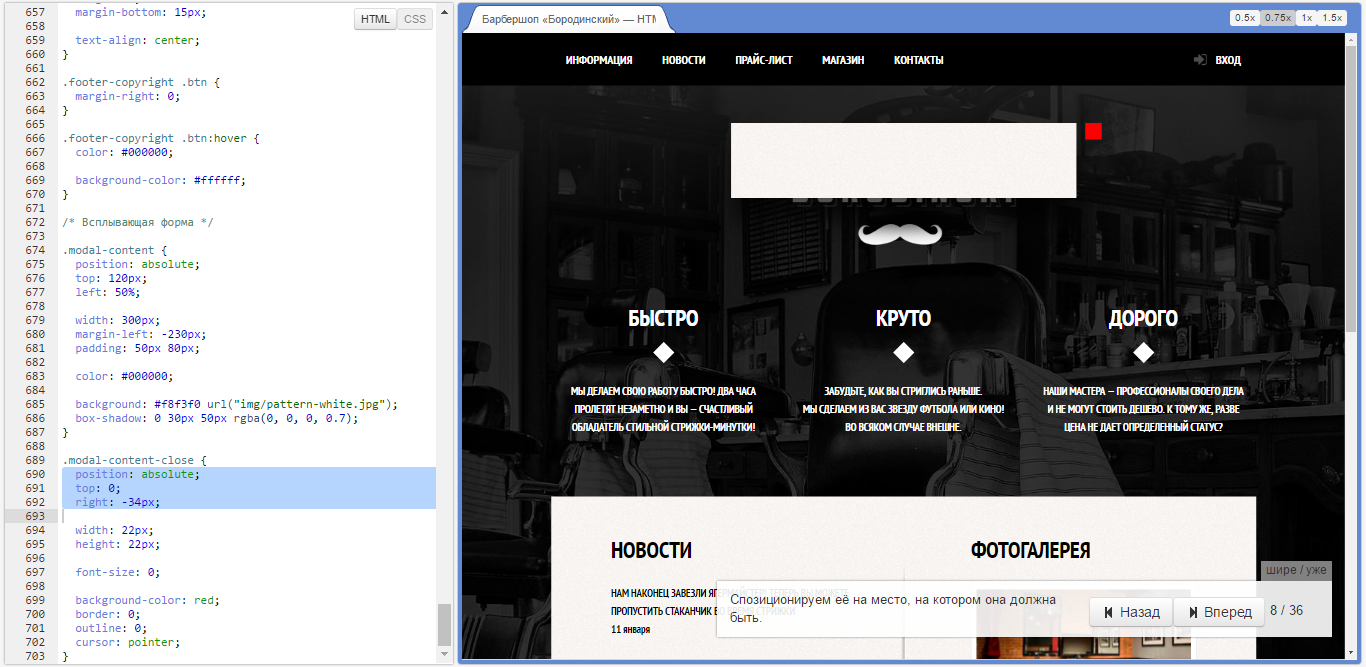 657 margin-bottom: 15px;
658
659 text-align: center;
660 }
661
662 .footer-copyright .btn {
663 margin-right: 0;
664 }
665
666 .footer-copyright .btn:hover {
667 color: #000000;
668
669 background-color: #ffffff;
670 }
671
672 /* Всплывающая форма */
673
674 .modal-content {
675 position: absolute;
676 top: 120px;
677 left: 50%;
678
679 width: 300px;
680 margin-left: -230px;
681 padding: 50px 80px;
682
683 color: #000000;
684
685 background: #f8f3f0 url("img/pattern-white.jpg");
686 box-shadow: 0 30px 50px rgba(0, 0, 0, 0.7);
687 }
688
689 .modal-content-close {
690 position: absolute;
691 top: 0;
692 right: -34px;
693
694 width: 22px;
695 height: 22px;
696
697 font-size: 0;
698
699 background-color: red;
700 border: 0;
701 outline: 0;
702 cursor: pointer;
703 }
HTML CSS
Барбершоп «Бородинский» — HTM
0.5x 0.75x 1x 1.5x
ИНФОРМАЦИЯ НОВОСТИ ПРАЙС-ЛИСТ МАГАЗИН КОНТАКТЫ ВХОД
БЫСТРО
МЫ ДЕЛАЕМ СВОЮ РАБОТУ БЫСТРО! ДВА ЧАСА
ПРОЛЕТЯТ НЕЗАМЕТНО И ВЫ — СЧАСТЛИВЫЙ
ОБЛАДАТЕЛЬ СТИЛЬНОЙ СТРИЖКИ-МИНУТКИ!
КРУТО
ЗАБУДЬТЕ, КАК ВЫ СТРИГЛИСЬ РАНЬШЕ.
МЫ СДЕЛАЕМ ИЗ ВАС ЗВЕЗДУ ФУТБОЛА ИЛИ КИНО!
ВО ВСЯКОМ СЛУЧАЕ ВНЕШНЕ.
ДОРОГО
НАШИ МАСТЕРА — ПРОФЕССИОНАЛЫ СВОЕГО ДЕЛА
И НЕ МОГУТ СТОИТЬ ДЕШЕВО. К ТОМУ ЖЕ, РАЗВЕ
ЦЕНА НЕ ДАЕТ ОПРЕДЕЛЕННЫЙ СТАТУС?
НОВОСТИ
НАМ НАКОНЕЦ ЗАВЕЗЛИ ЯГЕРМАЙСТЕР! ТЕПЕРЬ ВЫ МОЖЕТЕ
ПРОПУСТИТЬ СТАКАНЧИК ВО ВРЕМЯ СТРИЖКИ
11 января
ФОТОГАЛЕРЕЯ
шире / уже
Спозиционируем её на место, на котором она должна
быть.
Назад Вперед 8 / 36